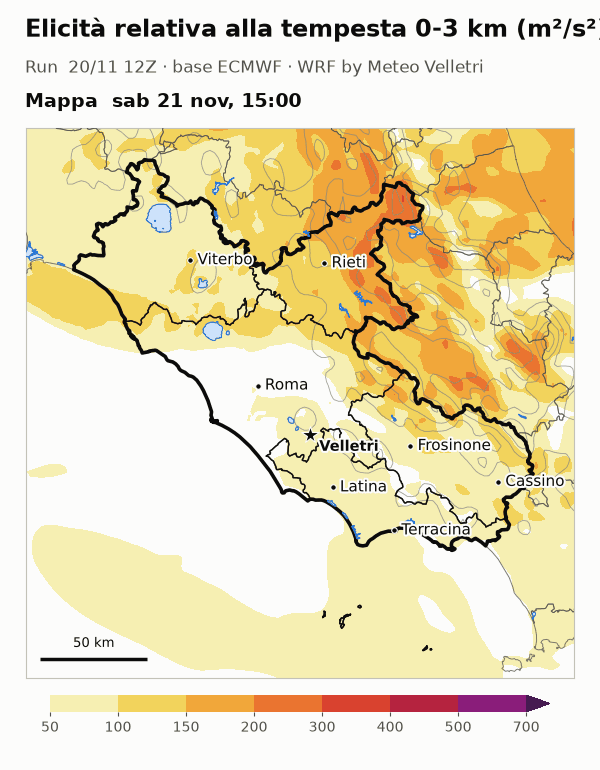 Elicità relativa alla tempesta 0-3 km (m²/s²)
Run  20/11 12Z · base ECMWF · WRF by Meteo Velletri
Mappa  sab 21 nov, 15:00
Viterbo
Rieti
Roma
Velletri
Frosinone
Cassino
Latina
Terracina
50 km
50 100 150 200 300 400 500 700